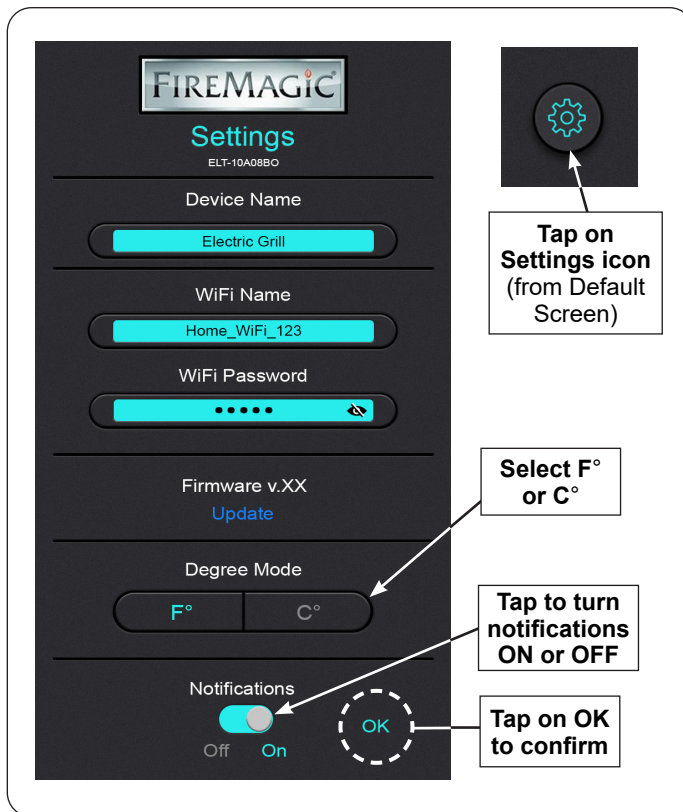 FIREMAGIC
Settings
ELT-10A08BO
Device Name
Electric Grill
WiFi Name
Home_WiFi_123
WiFi Password
•••••
Firmware v.XX
Update
Degree Mode
F° C°
Notifications
Off On
OK
Tap on
Settings icon
(from Default
Screen)
Select F°
or C°
Tap to turn
notifications
ON or OFF
Tap on OK
to confirm